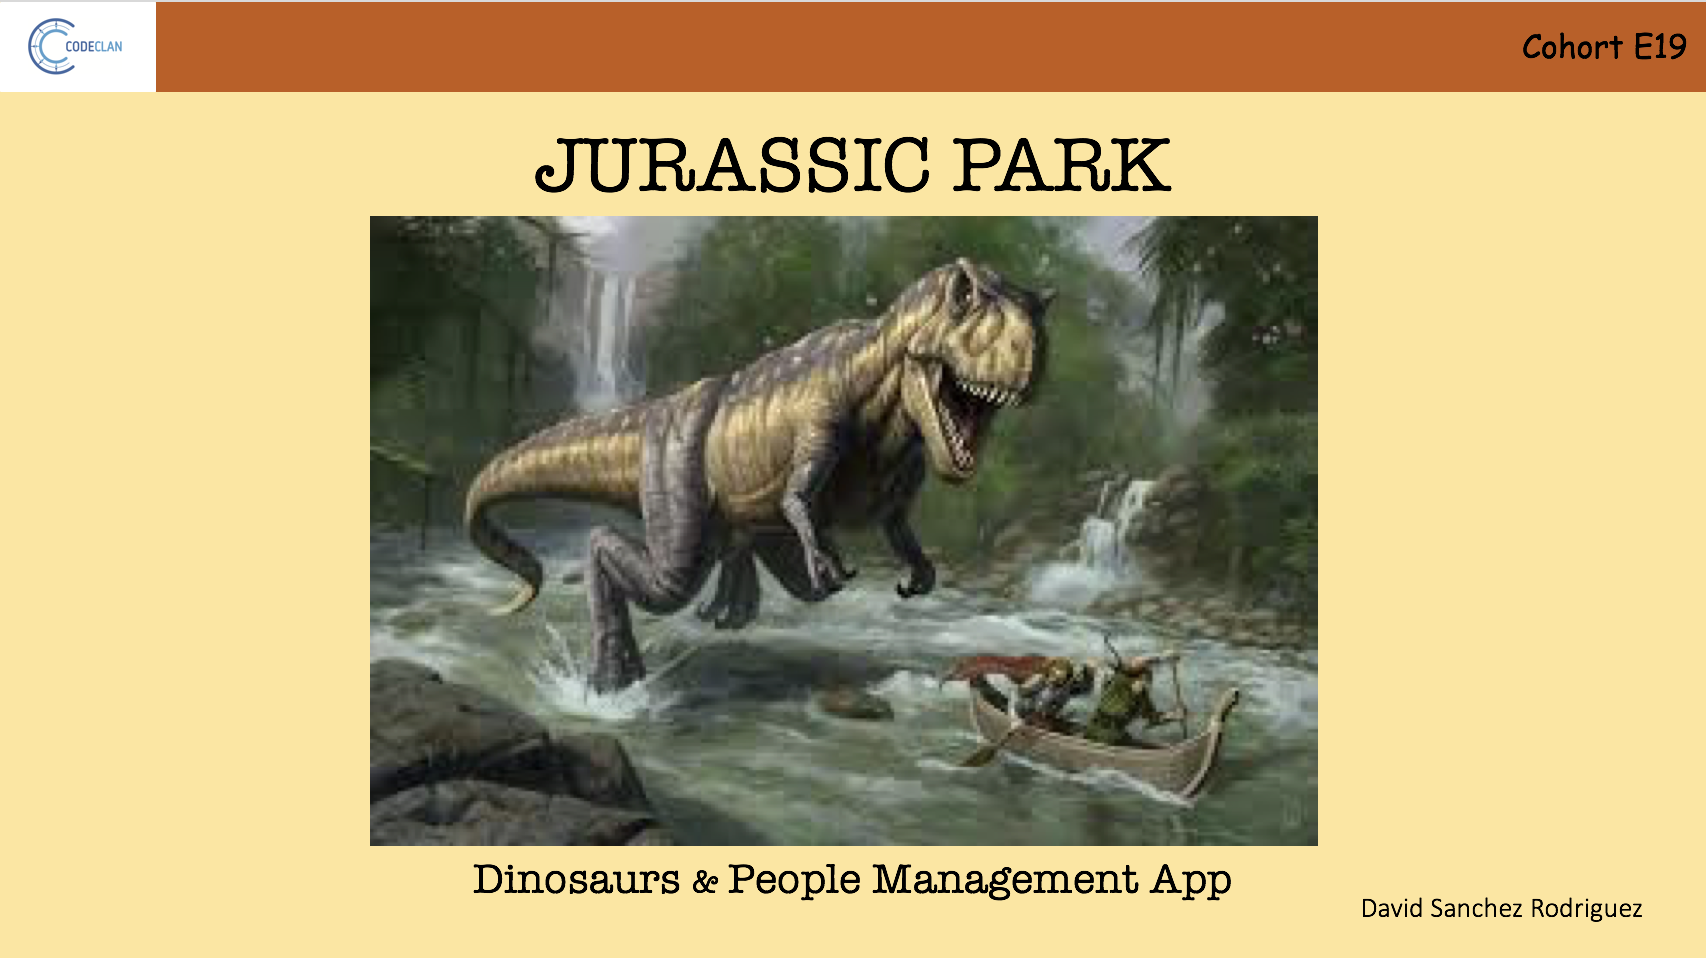 CODECLAN
Cohort E19
JURASSIC PARK
Dinosaurs & People Management App
David Sanchez Rodriguez